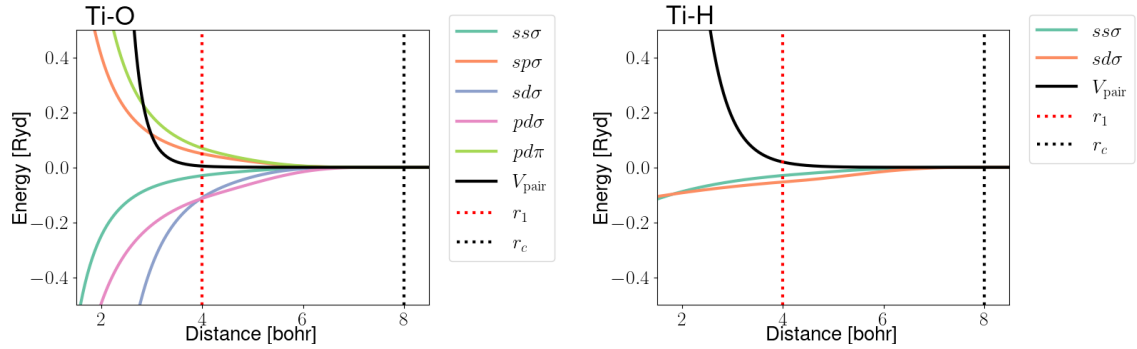 Ti-O
Energy [Ryd]
0.4
0.2
0.0
−0.2
−0.4
2
4
6
8
Distance [bohr]
ssσ
spσ
sdσ
pdσ
pdπ
V_pair
r_1
r_c
Ti-H
Energy [Ryd]
0.4
0.2
0.0
−0.2
−0.4
2
4
6
8
Distance [bohr]
ssσ
sdσ
V_pair
r_1
r_c